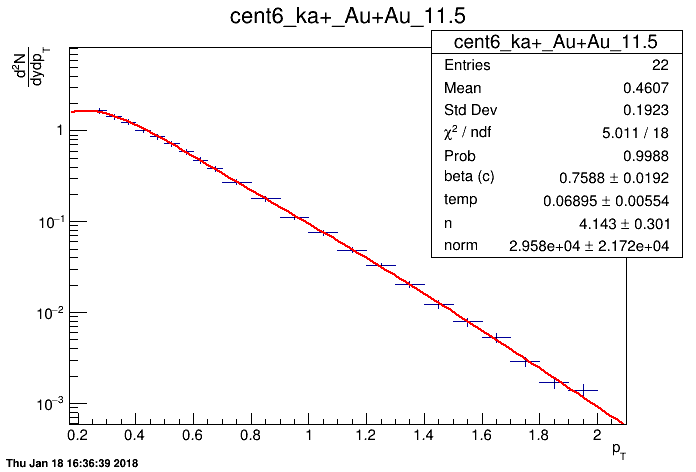 cent6_ka+_Au+Au_11.5
d²N
dydp_T
cent6_ka+_Au+Au_11.5
Entries 22
Mean 0.4607
Std Dev 0.1923
χ² / ndf 5.011 / 18
Prob 0.9988
beta (c) 0.7588 ± 0.0192
temp 0.06895 ± 0.00554
n 4.143 ± 0.301
norm 2.958e+04 ± 2.172e+04
1
10⁻¹
10⁻²
10⁻³
0.2 0.4 0.6 0.8 1 1.2 1.4 1.6 1.8 2
p_T
Thu Jan 18 16:36:39 2018